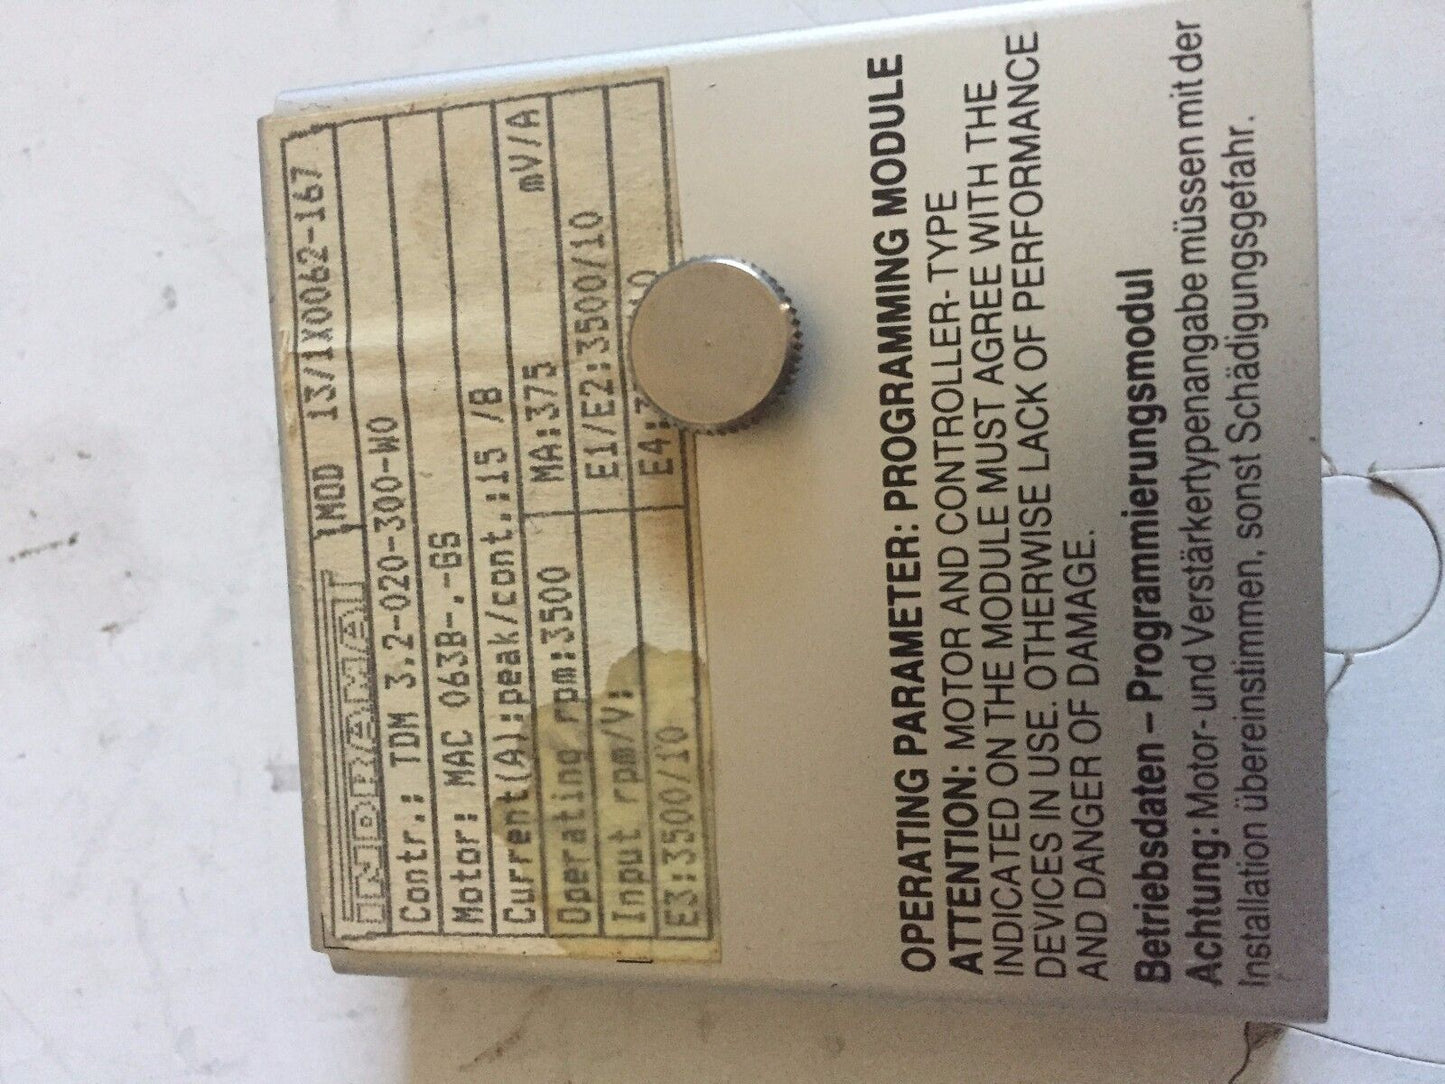 INDRAMAT MOD 13/1X0062-167
Contr.: TDM 3.2-020-300-W0
Motor: MAC 063B-.-GS
Current(A):peak/cont.:15 /8
Operating rpm:3500 MA:375 mV/A
Input rpm/V: E1/E2:3500/10
E3:3500/10 E4:
OPERATING PARAMETER: PROGRAMMING MODULE
ATTENTION: MOTOR AND CONTROLLER-TYPE
INDICATED ON THE MODULE MUST AGREE WITH THE
DEVICES IN USE. OTHERWISE LACK OF PERFORMANCE
AND DANGER OF DAMAGE.
Betriebsdaten – Programmierungsmodul
Achtung: Motor- und Verstärkertypenangabe müssen mit der
Installation übereinstimmen, sonst Schädigungsgefahr.